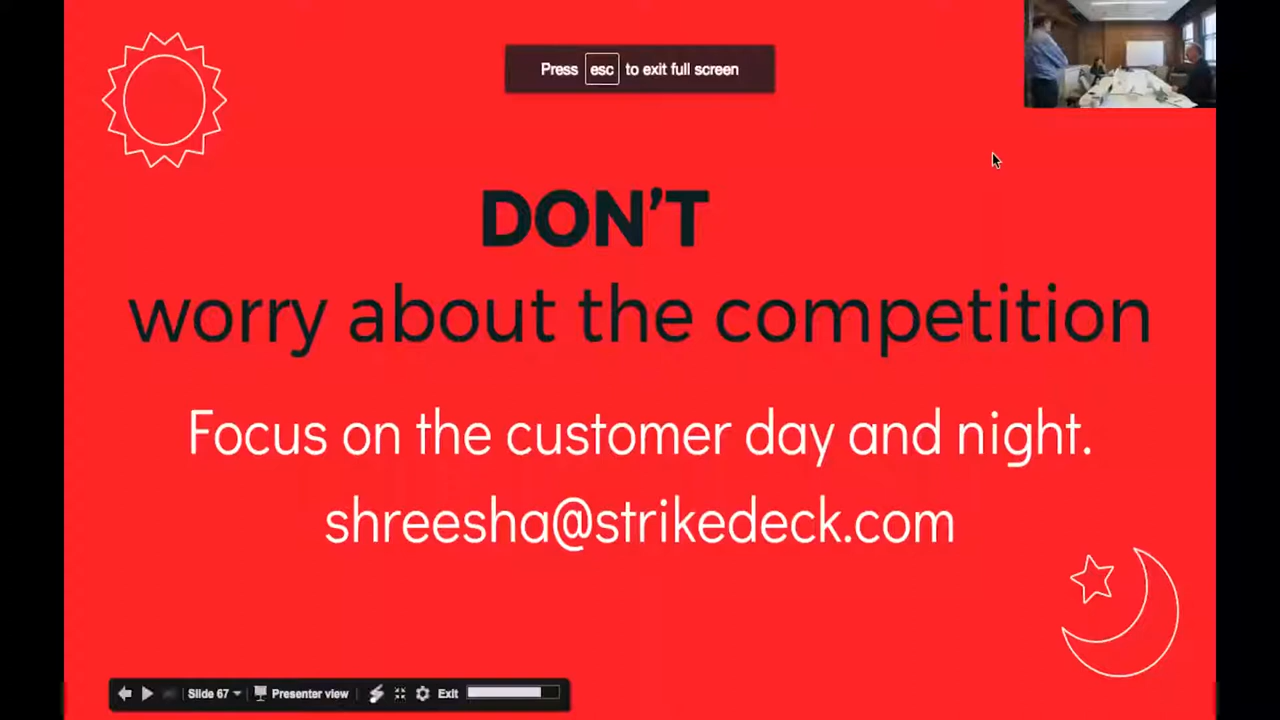 Press esc to exit full screen
DON'T
worry about the competition
Focus on the customer day and night.
shreesha@strikedeck.com
Slide 67 Presenter view Exit